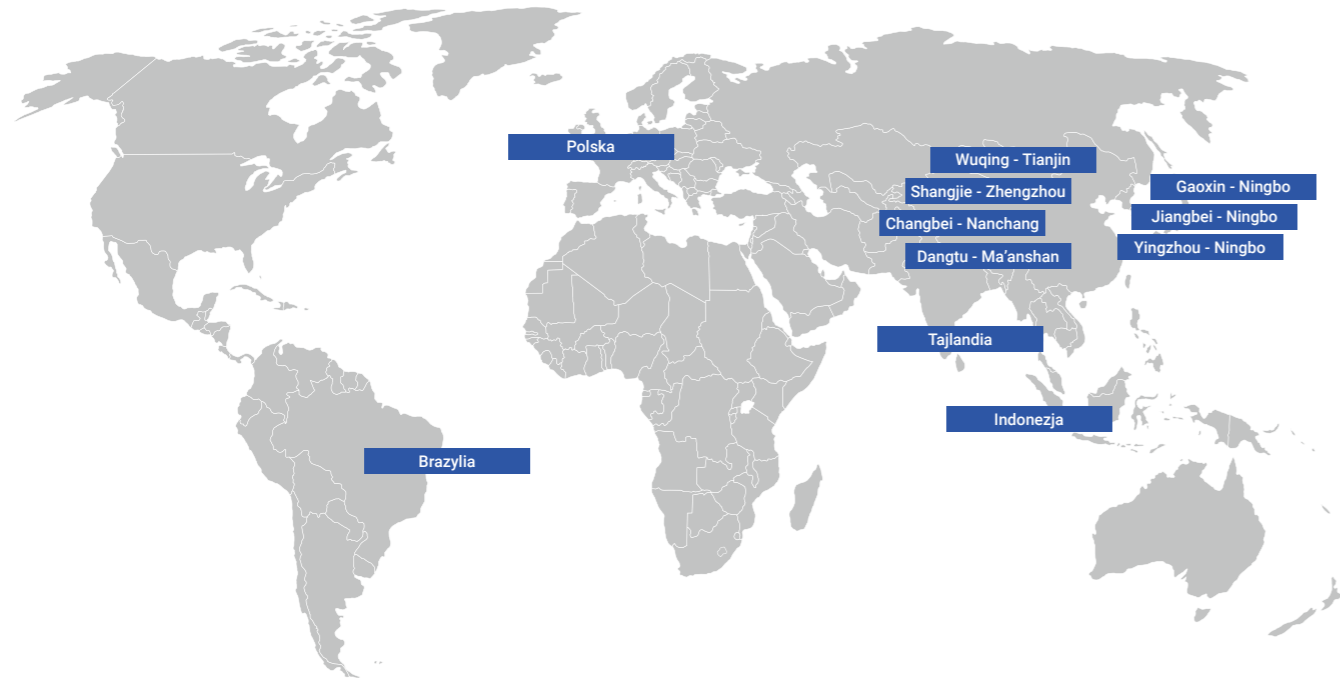 Polska
Wuqing - Tianjin
Shangjie - Zhengzhou
Changbei - Nanchang
Dangtu - Ma’anshan
Gaoxin - Ningbo
Jiangbei - Ningbo
Yingzhou - Ningbo
Tajlandia
Indonezja
Brazylia